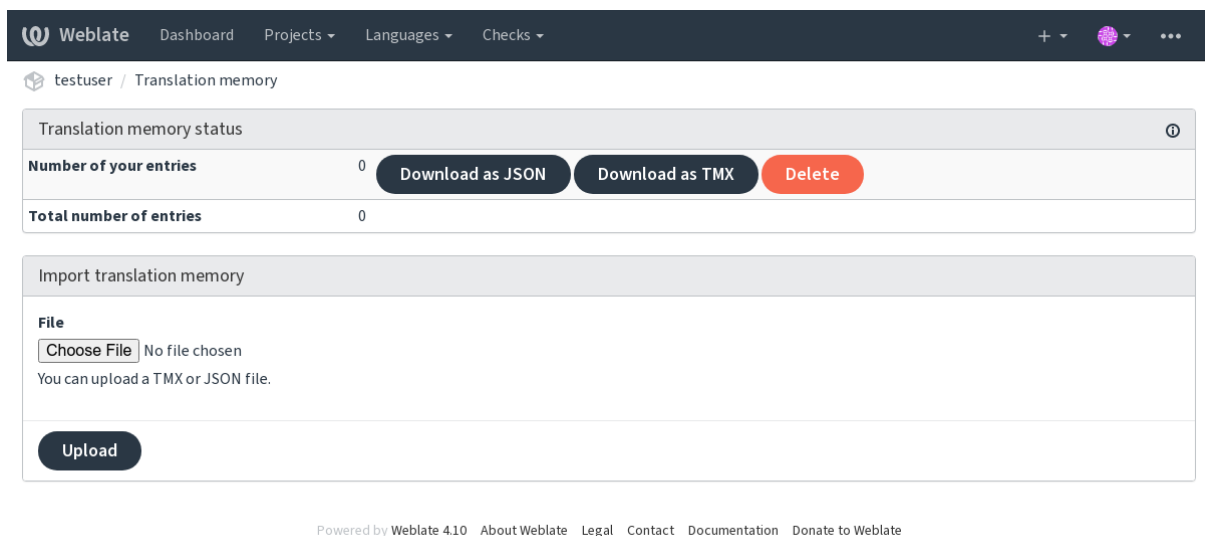 Weblate Dashboard Projects Languages Checks
testuser / Translation memory
Translation memory status
Number of your entries 0 Download as JSON Download as TMX Delete
Total number of entries 0
Import translation memory
File
Choose File No file chosen
You can upload a TMX or JSON file.
Upload
Powered by Weblate 4.10 About Weblate Legal Contact Documentation Donate to Weblate